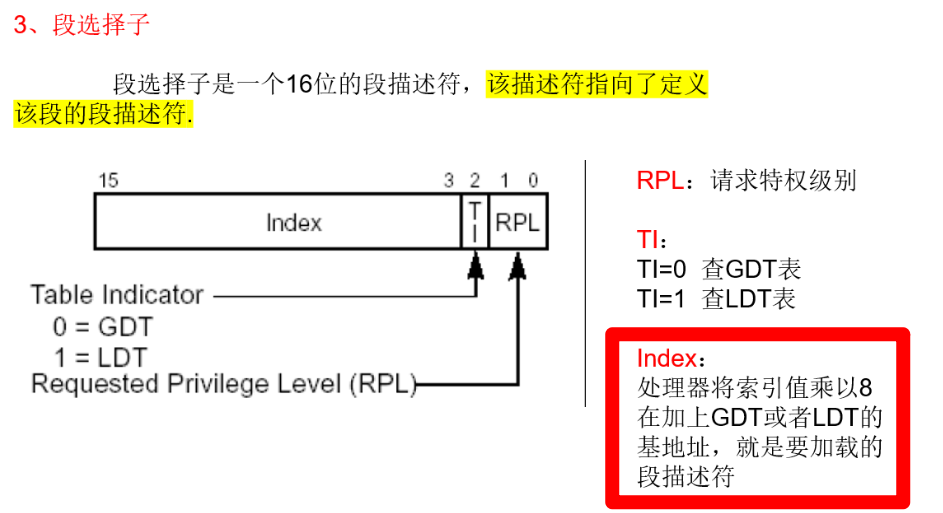 3、段选择子
段选择子是一个16位的段描述符，该描述符指向了定义
该段的段描述符.
15 3 2 1 0
Index TI RPL
Table Indicator
0 = GDT
1 = LDT
Requested Privilege Level (RPL)
RPL：请求特权级别
TI：
TI=0 查GDT表
TI=1 查LDT表
Index：
处理器将索引值乘以8
在加上GDT或者LDT的
基地址，就是要加载的
段描述符